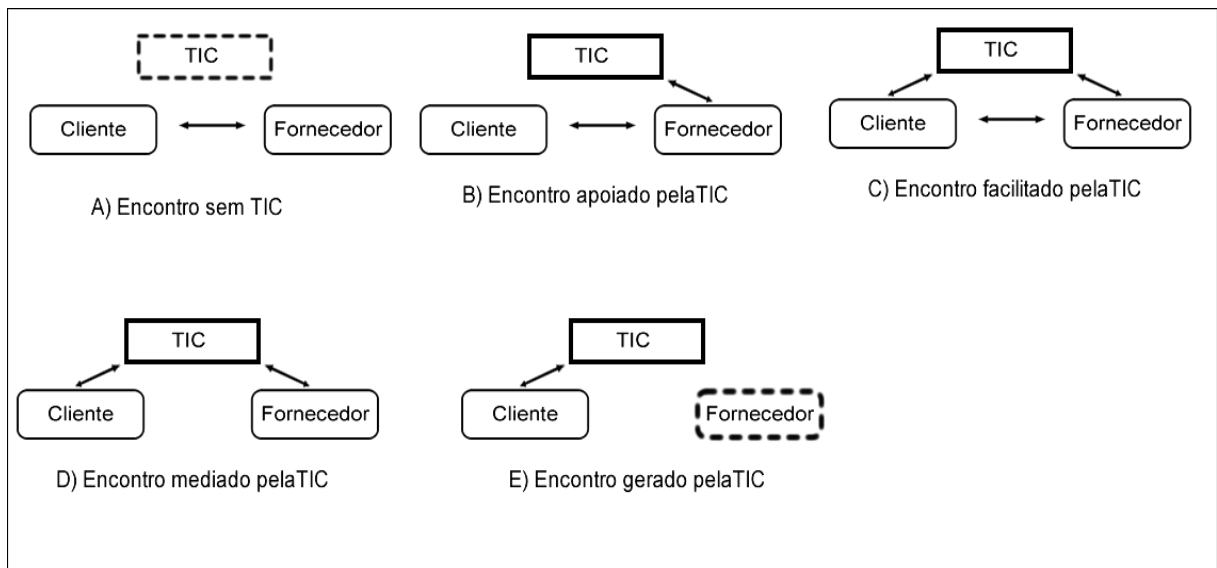 TIC
Cliente
Fornecedor
A) Encontro sem TIC
TIC
Cliente
Fornecedor
B) Encontro apoiado pelaTIC
TIC
Cliente
Fornecedor
C) Encontro facilitado pelaTIC
TIC
Cliente
Fornecedor
D) Encontro mediado pelaTIC
TIC
Cliente
Fornecedor
E) Encontro gerado pelaTIC